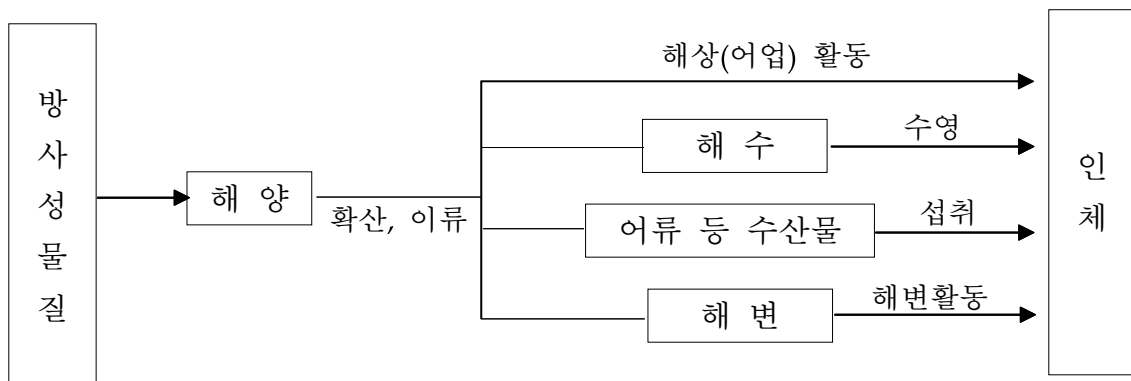 방사성물질
해 양
확산, 이류
해상(어업) 활동
해 수
수영
어류 등 수산물
섭취
해 변
해변활동
인체